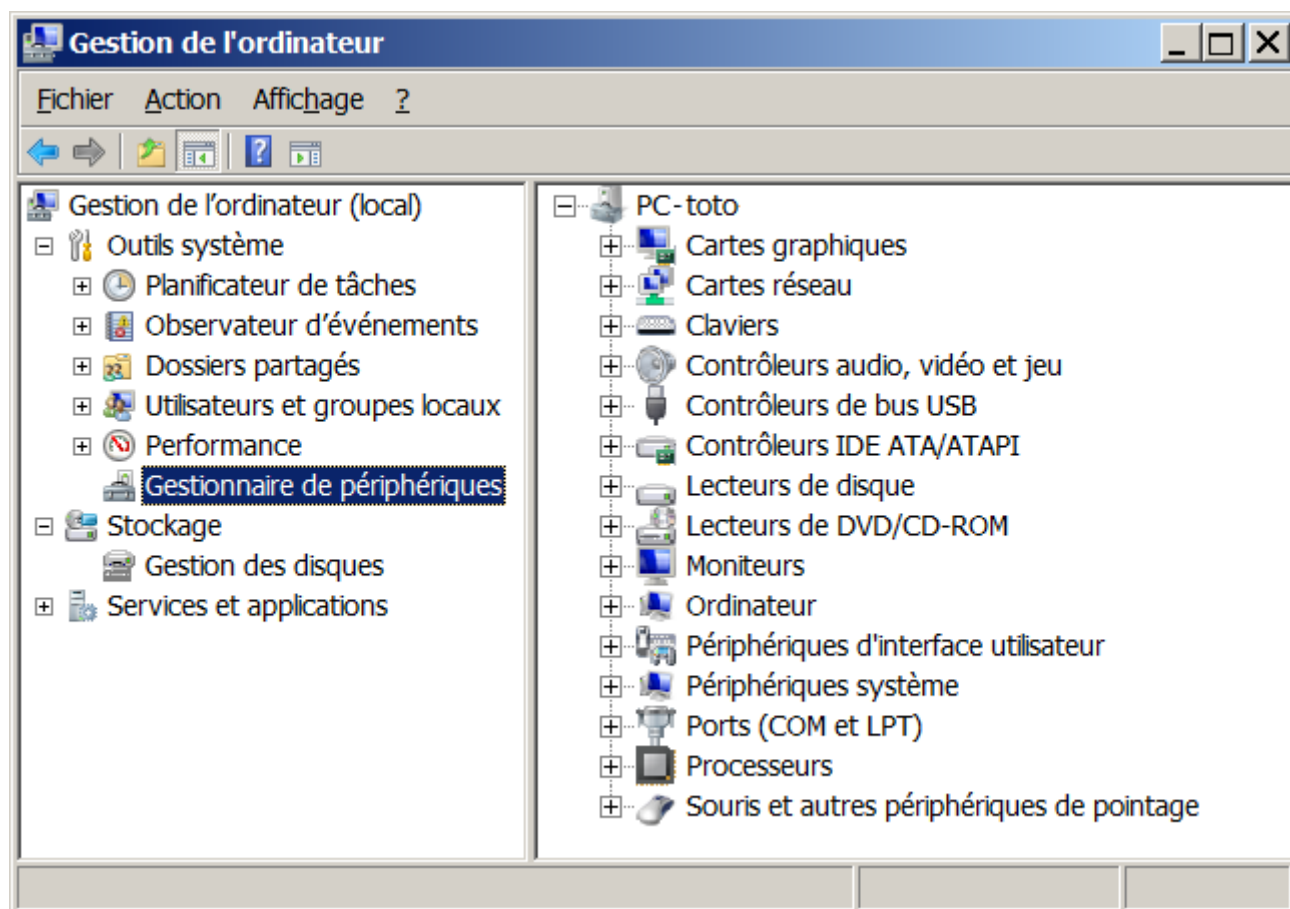 Gestion de l'ordinateur
Fichier Action Affichage ?
Gestion de l’ordinateur (local)
Outils système
Planificateur de tâches
Observateur d’événements
Dossiers partagés
Utilisateurs et groupes locaux
Performance
Gestionnaire de périphériques
Stockage
Gestion des disques
Services et applications
PC-toto
Cartes graphiques
Cartes réseau
Claviers
Contrôleurs audio, vidéo et jeu
Contrôleurs de bus USB
Contrôleurs IDE ATA/ATAPI
Lecteurs de disque
Lecteurs de DVD/CD-ROM
Moniteurs
Ordinateur
Périphériques d'interface utilisateur
Périphériques système
Ports (COM et LPT)
Processeurs
Souris et autres périphériques de pointage